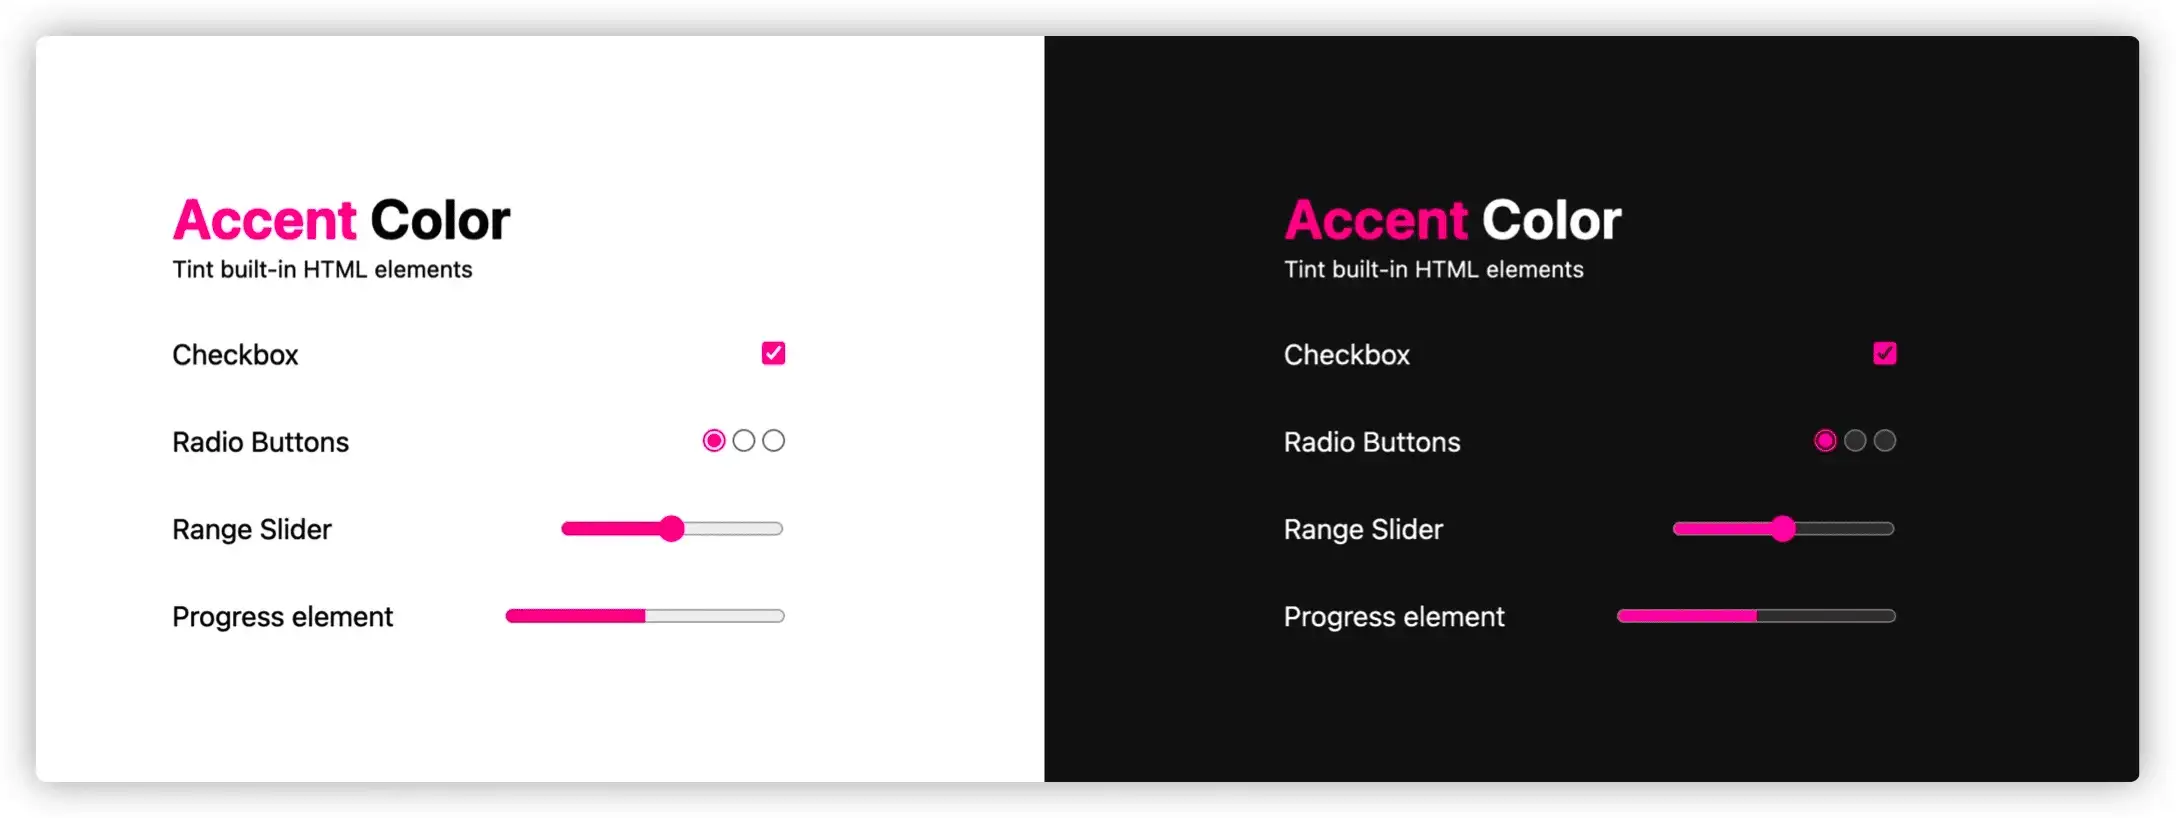 Accent Color
Tint built-in HTML elements
Checkbox
Radio Buttons
Range Slider
Progress element
Accent Color
Tint built-in HTML elements
Checkbox
Radio Buttons
Range Slider
Progress element